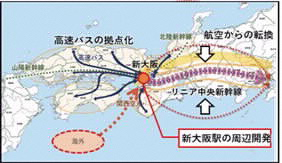 高速バスの拠点化
北陸新幹線
航空からの転換
山陽新幹線
高速バス
新大阪
関西空
リニア中央新幹線
海外
新大阪駅の周辺開発